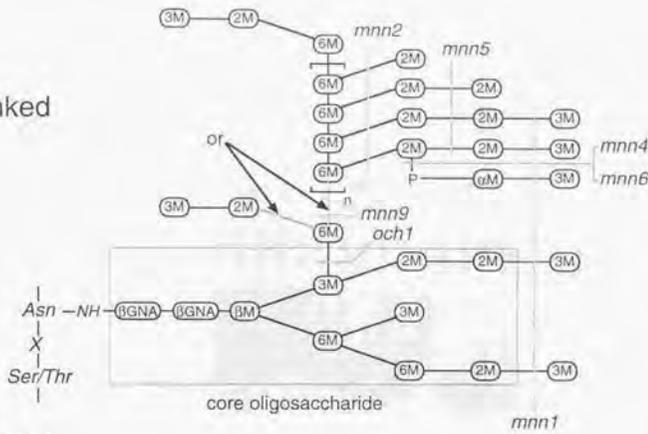 3M 2M
6M
mnn2
6M 2M
mnn5
nked
6M 2M 2M
6M 2M 2M 3M
or
6M 2M 2M 3M
mnn4
P αM 3M
mnn6
n
3M 2M
mnn9
6M
och1
3M 2M 2M 3M
Asn -NH βGNA βGNA βM
3M
X
6M
Ser/Thr
6M 2M 3M
core oligosaccharide
mnn1